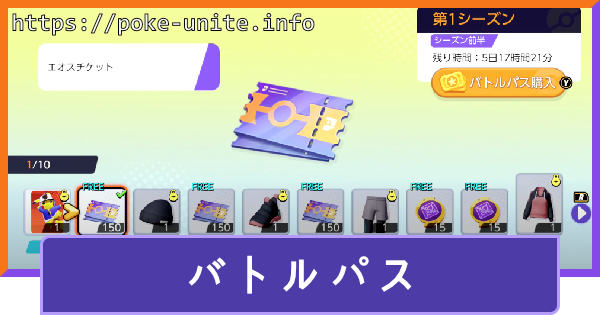 https://poke-unite.info
第1シーズン
シーズン前半
残り時間：5日17時間21分
エオスチケット
バトルパス購入 Y
1/10
FREE FREE FREE FREE FREE
1 150 1 150 1 150 1 15 15 1
R
バトルパス